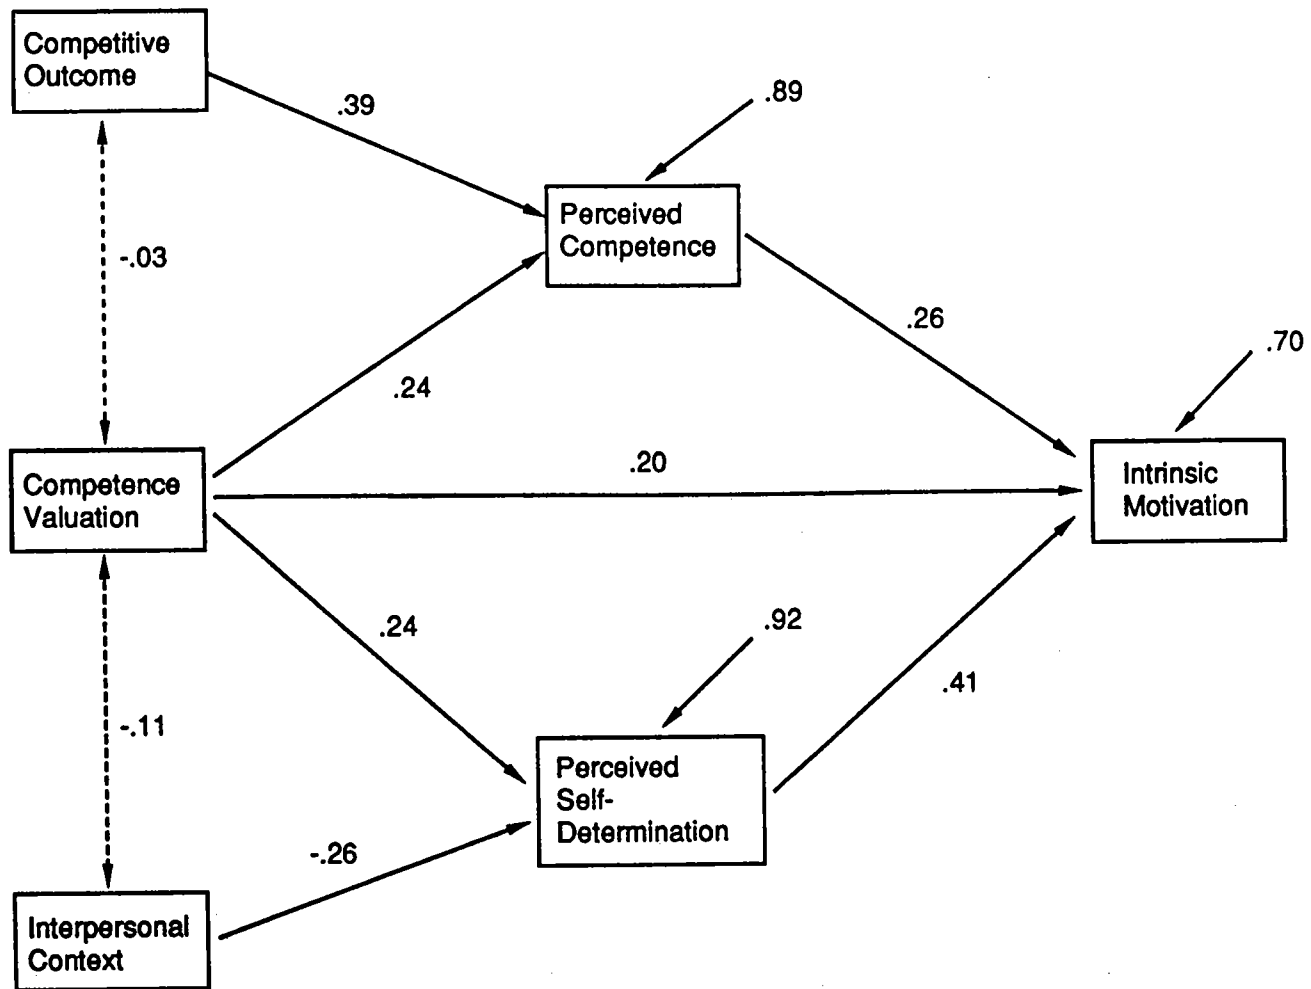 Competitive
Outcome
.39
.89
Perceived
Competence
-.03
.26
.70
.24
.20
Competence
Valuation
Intrinsic
Motivation
.24
.92
.41
-.11
Perceived
Self-
Determination
-.26
Interpersonal
Context